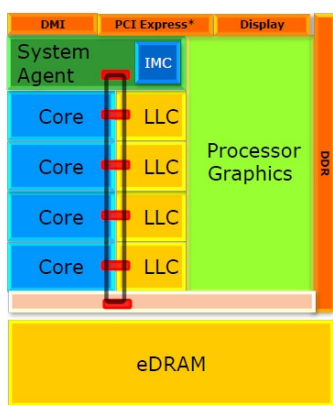 DMI PCI Express* Display
System
Agent
IMC
Core LLC
Core LLC
Core LLC
Core LLC
Processor
Graphics
DDR
eDRAM